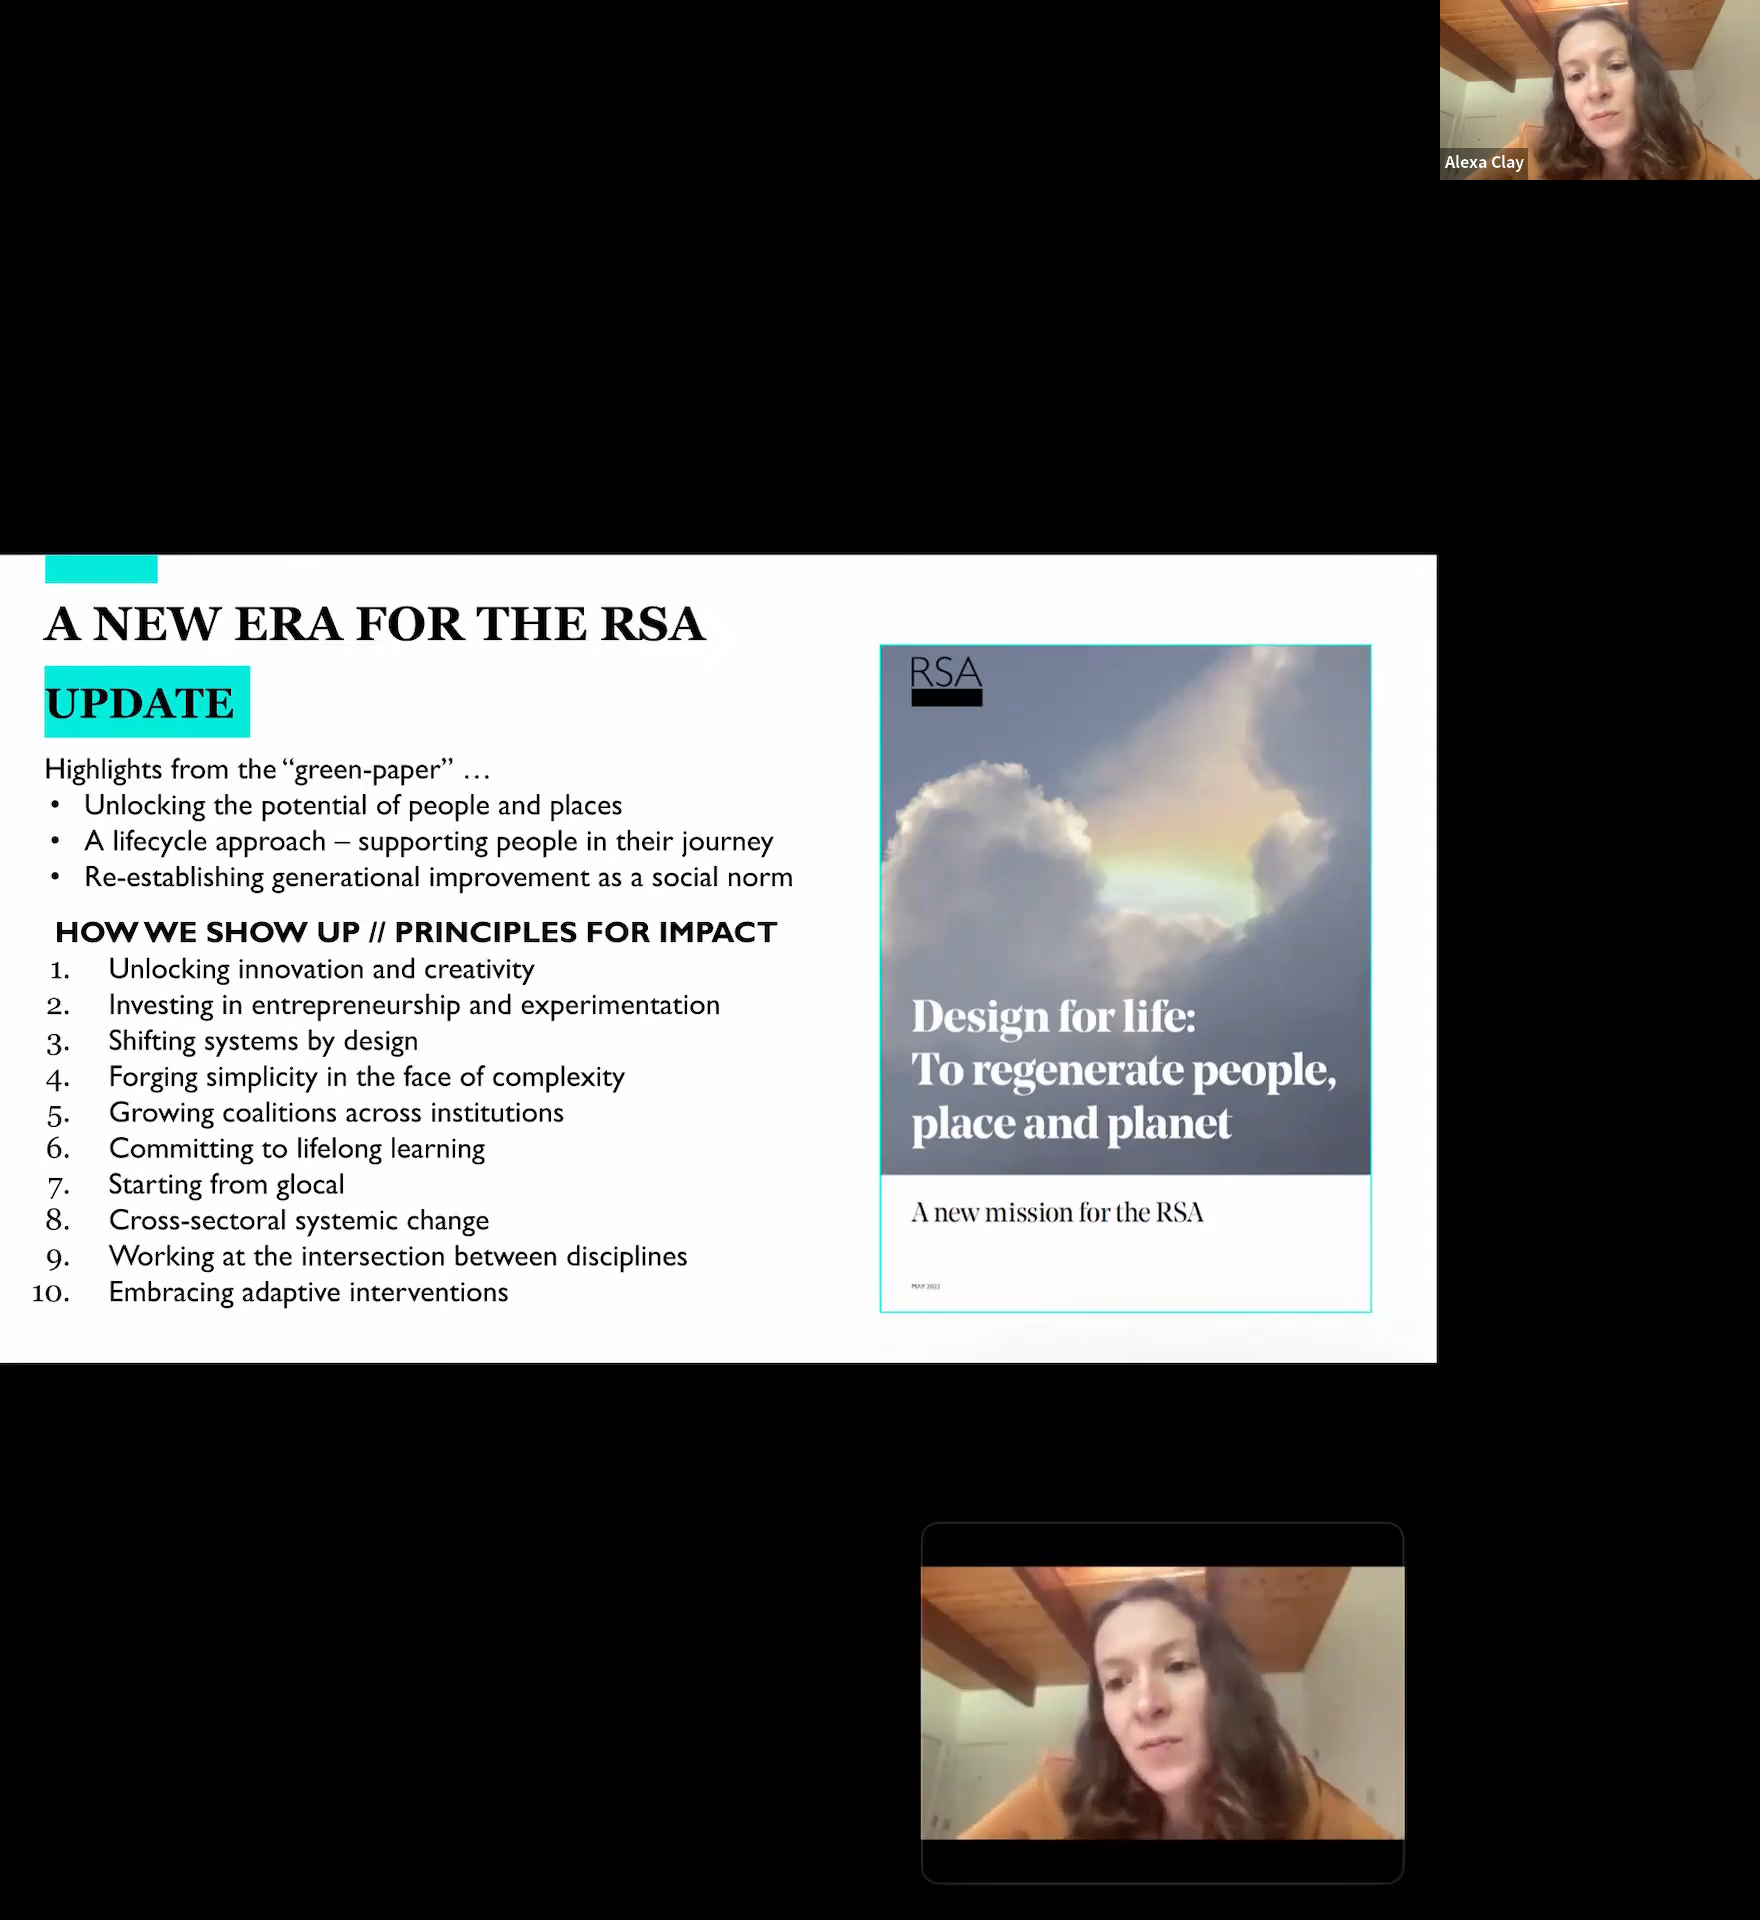 Alexa Clay
A NEW ERA FOR THE RSA
UPDATE
Highlights from the “green-paper” …
• Unlocking the potential of people and places
• A lifecycle approach – supporting people in their journey
• Re-establishing generational improvement as a social norm
HOW WE SHOW UP // PRINCIPLES FOR IMPACT
1. Unlocking innovation and creativity
2. Investing in entrepreneurship and experimentation
3. Shifting systems by design
4. Forging simplicity in the face of complexity
5. Growing coalitions across institutions
6. Committing to lifelong learning
7. Starting from glocal
8. Cross-sectoral systemic change
9. Working at the intersection between disciplines
10. Embracing adaptive interventions
RSA
Design for life:
To regenerate people,
place and planet
A new mission for the RSA
MAY 2022